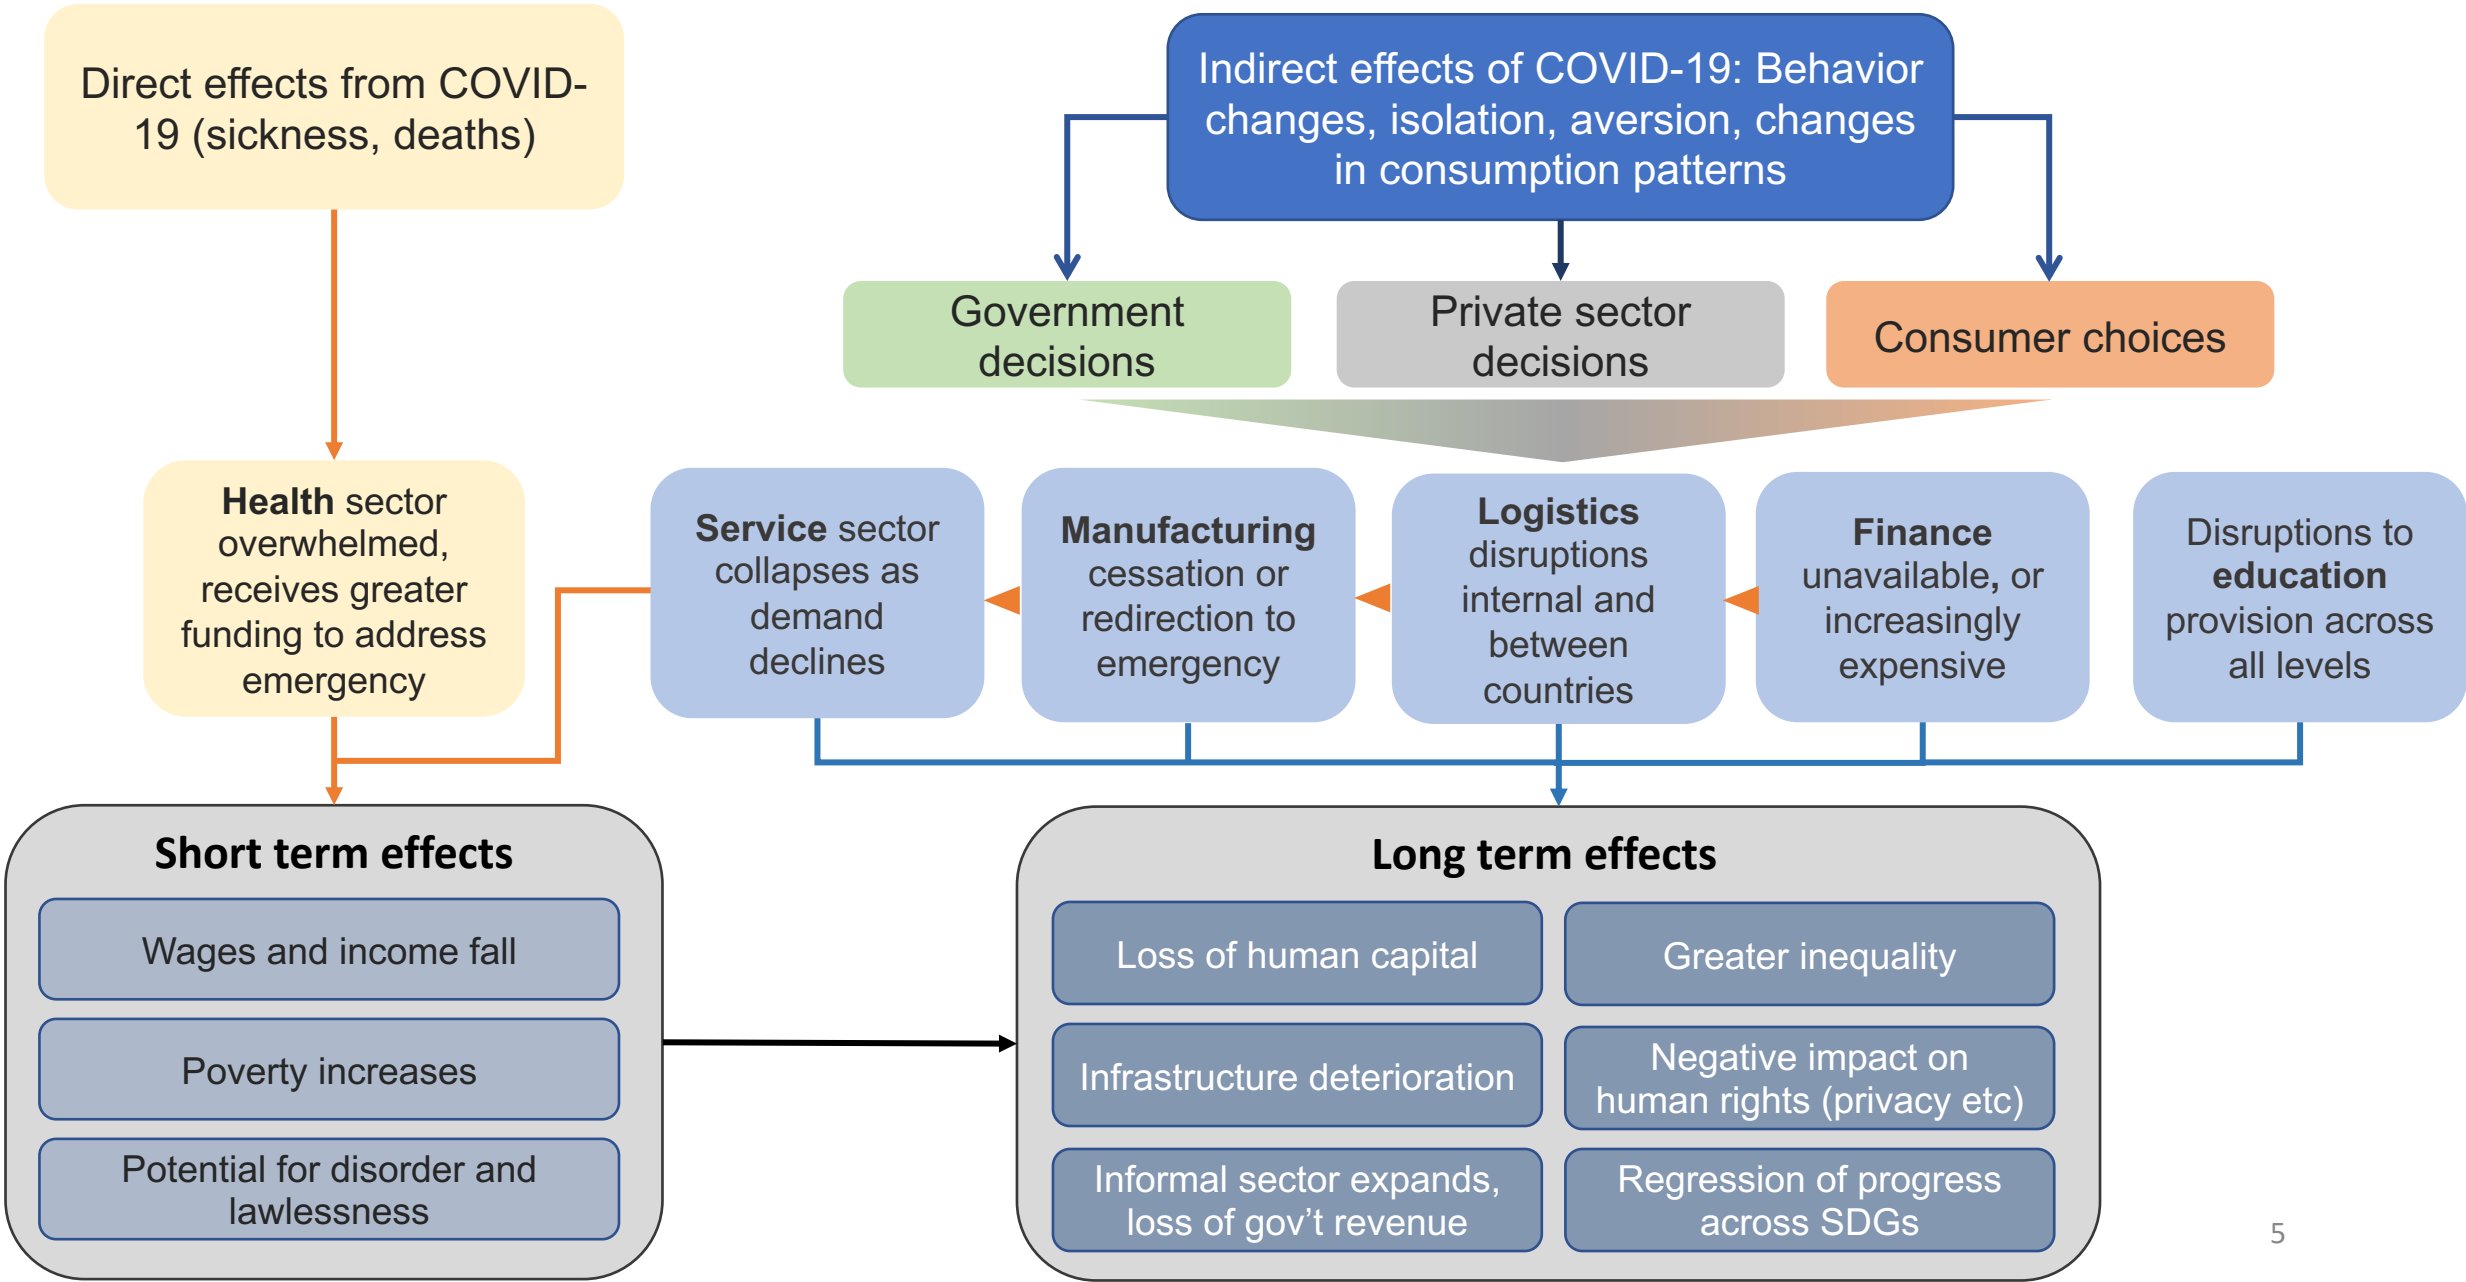 Direct effects from COVID-
19 (sickness, deaths)
Indirect effects of COVID-19: Behavior
changes, isolation, aversion, changes
in consumption patterns
Government
decisions
Private sector
decisions
Consumer choices
Health sector
overwhelmed,
receives greater
funding to address
emergency
Service sector
collapses as
demand
declines
Manufacturing
cessation or
redirection to
emergency
Logistics
disruptions
internal and
between
countries
Finance
unavailable, or
increasingly
expensive
Disruptions to
education
provision across
all levels
Short term effects
Wages and income fall
Poverty increases
Potential for disorder and
lawlessness
Long term effects
Loss of human capital
Greater inequality
Infrastructure deterioration
Negative impact on
human rights (privacy etc)
Informal sector expands,
loss of gov’t revenue
Regression of progress
across SDGs
5